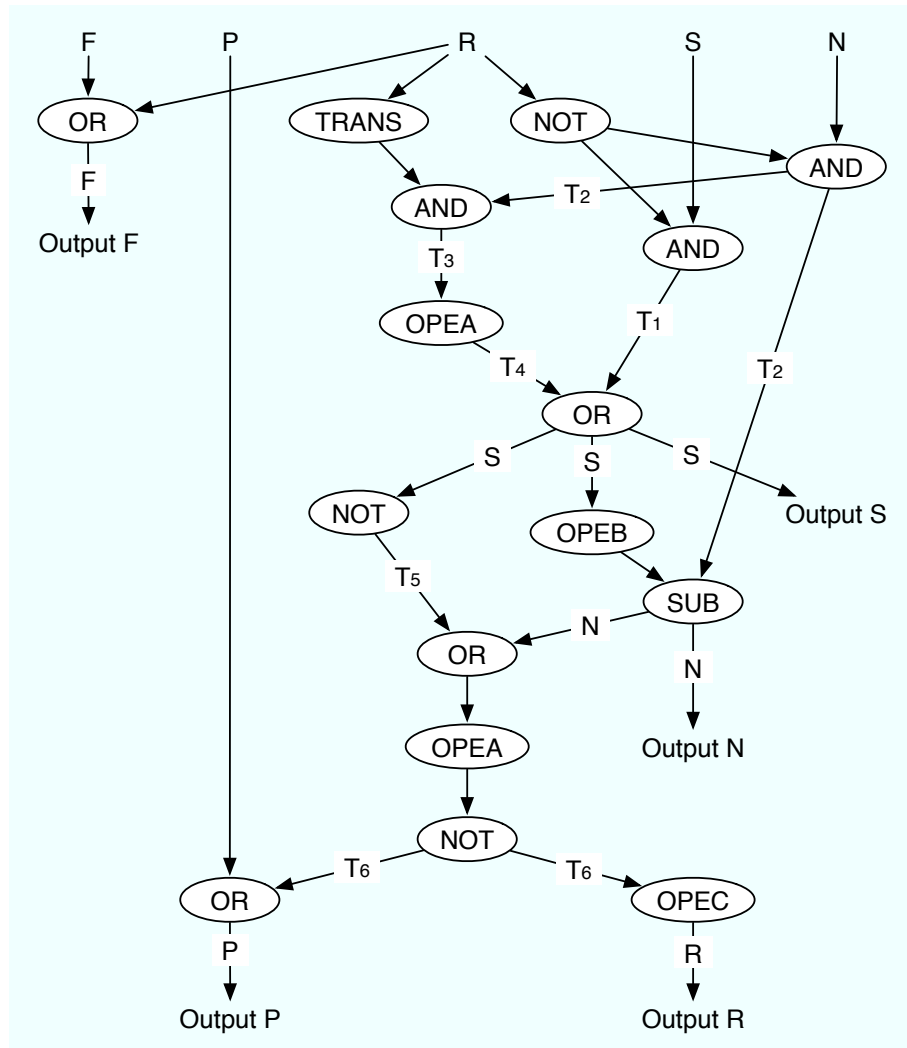 F P R S N
OR TRANS NOT
AND
T2
F
AND
Output F
AND
T3
T1
OPEA
T4
T2
OR
S S S
NOT
Output S
OPEB
T5
SUB
N
OR
N
OPEA
Output N
NOT
T6 T6
OR OPEC
P R
Output P Output R